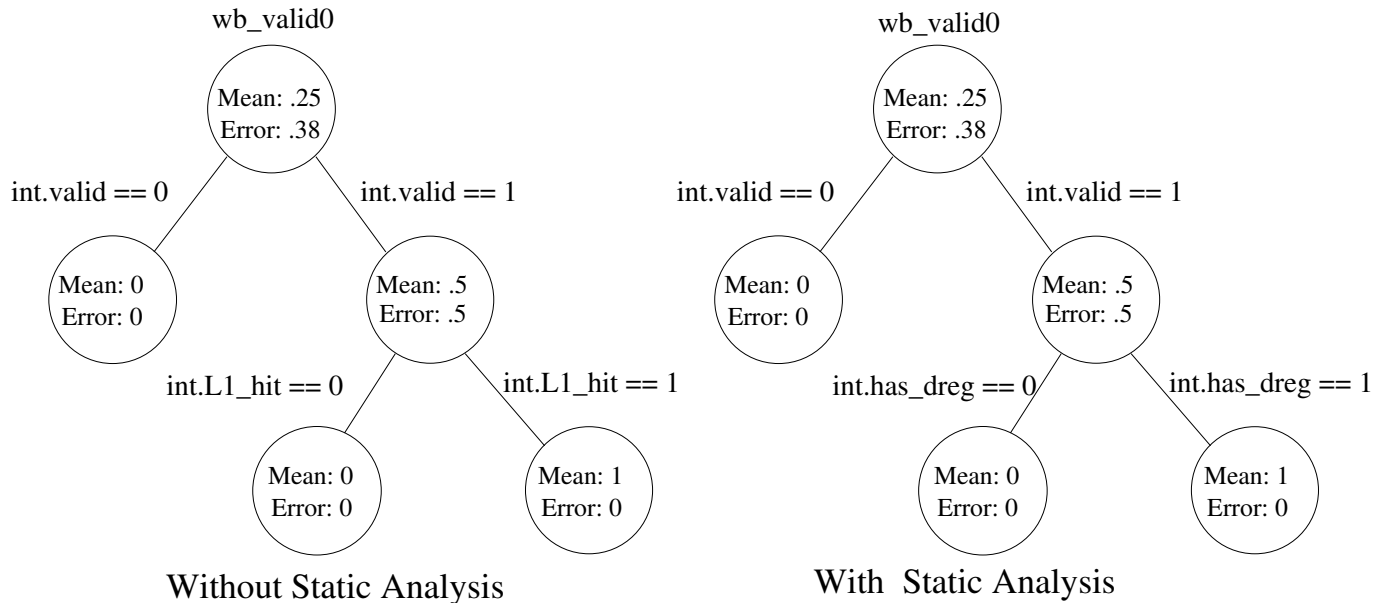 wb_valid0
Mean: .25
Error: .38
int.valid == 0
int.valid == 1
Mean: 0
Error: 0
Mean: .5
Error: .5
int.L1_hit == 0
int.L1_hit == 1
Mean: 0
Error: 0
Mean: 1
Error: 0
Without Static Analysis
wb_valid0
Mean: .25
Error: .38
int.valid == 0
int.valid == 1
Mean: 0
Error: 0
Mean: .5
Error: .5
int.has_dreg == 0
int.has_dreg == 1
Mean: 0
Error: 0
Mean: 1
Error: 0
With Static Analysis